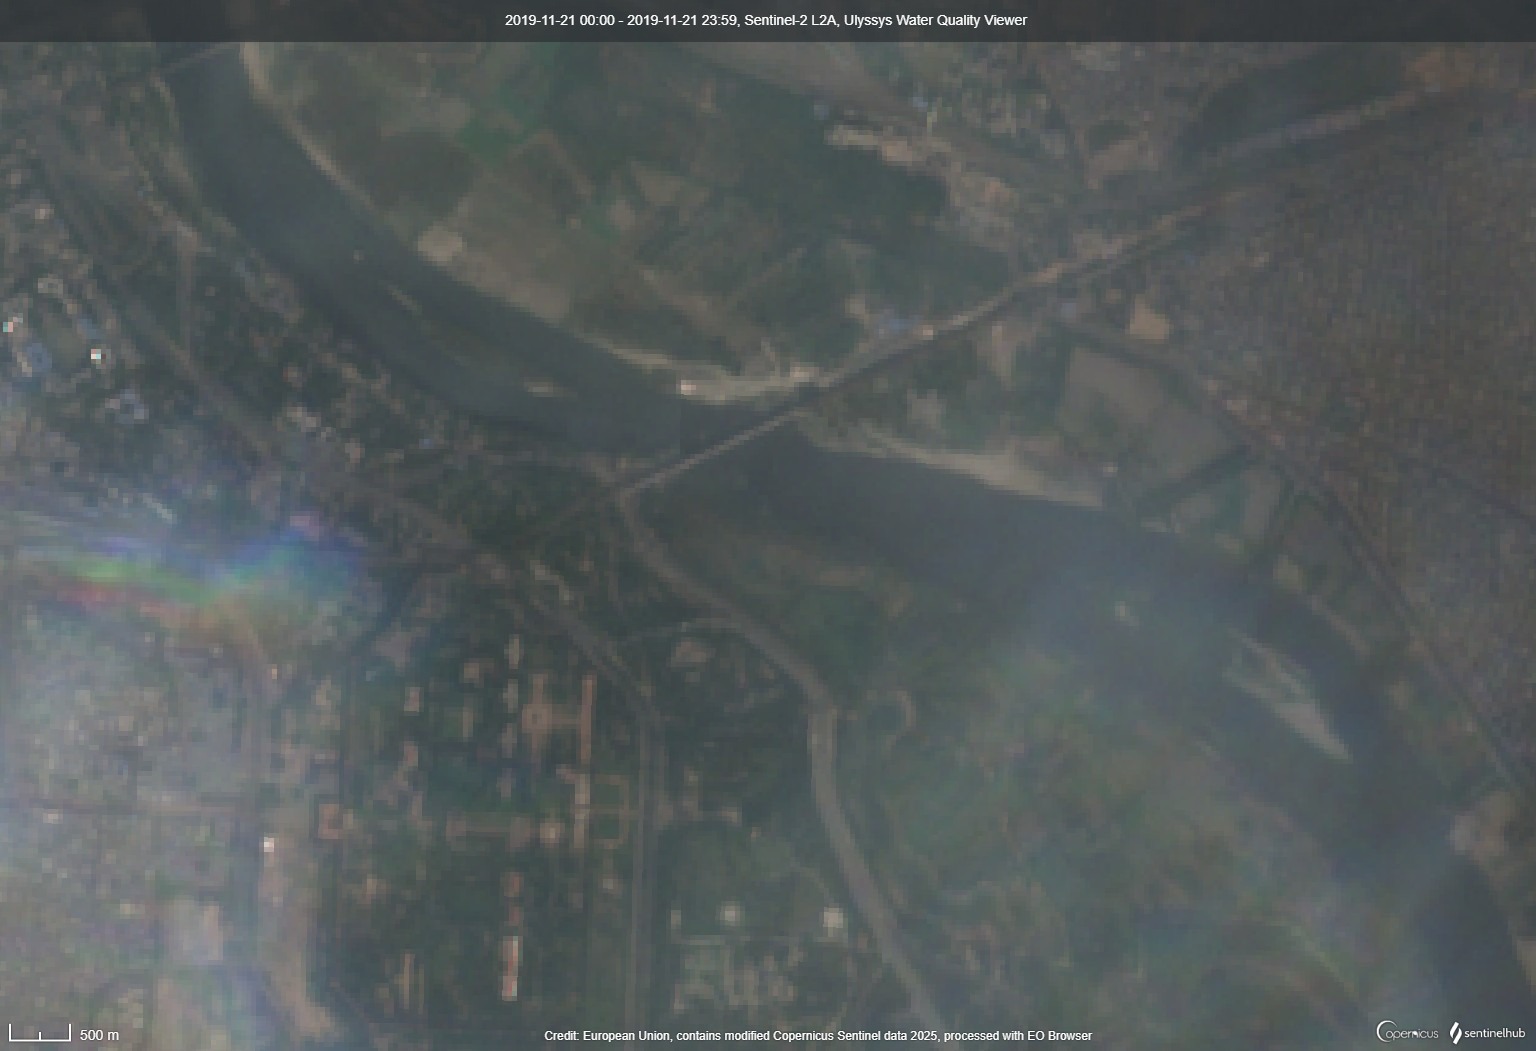 2019-11-21 00:00 - 2019-11-21 23:59, Sentinel-2 L2A, Ulyssys Water Quality Viewer
500 m
Credit: European Union, contains modified Copernicus Sentinel data 2025, processed with EO Browser
Copernicus
sentinelhub